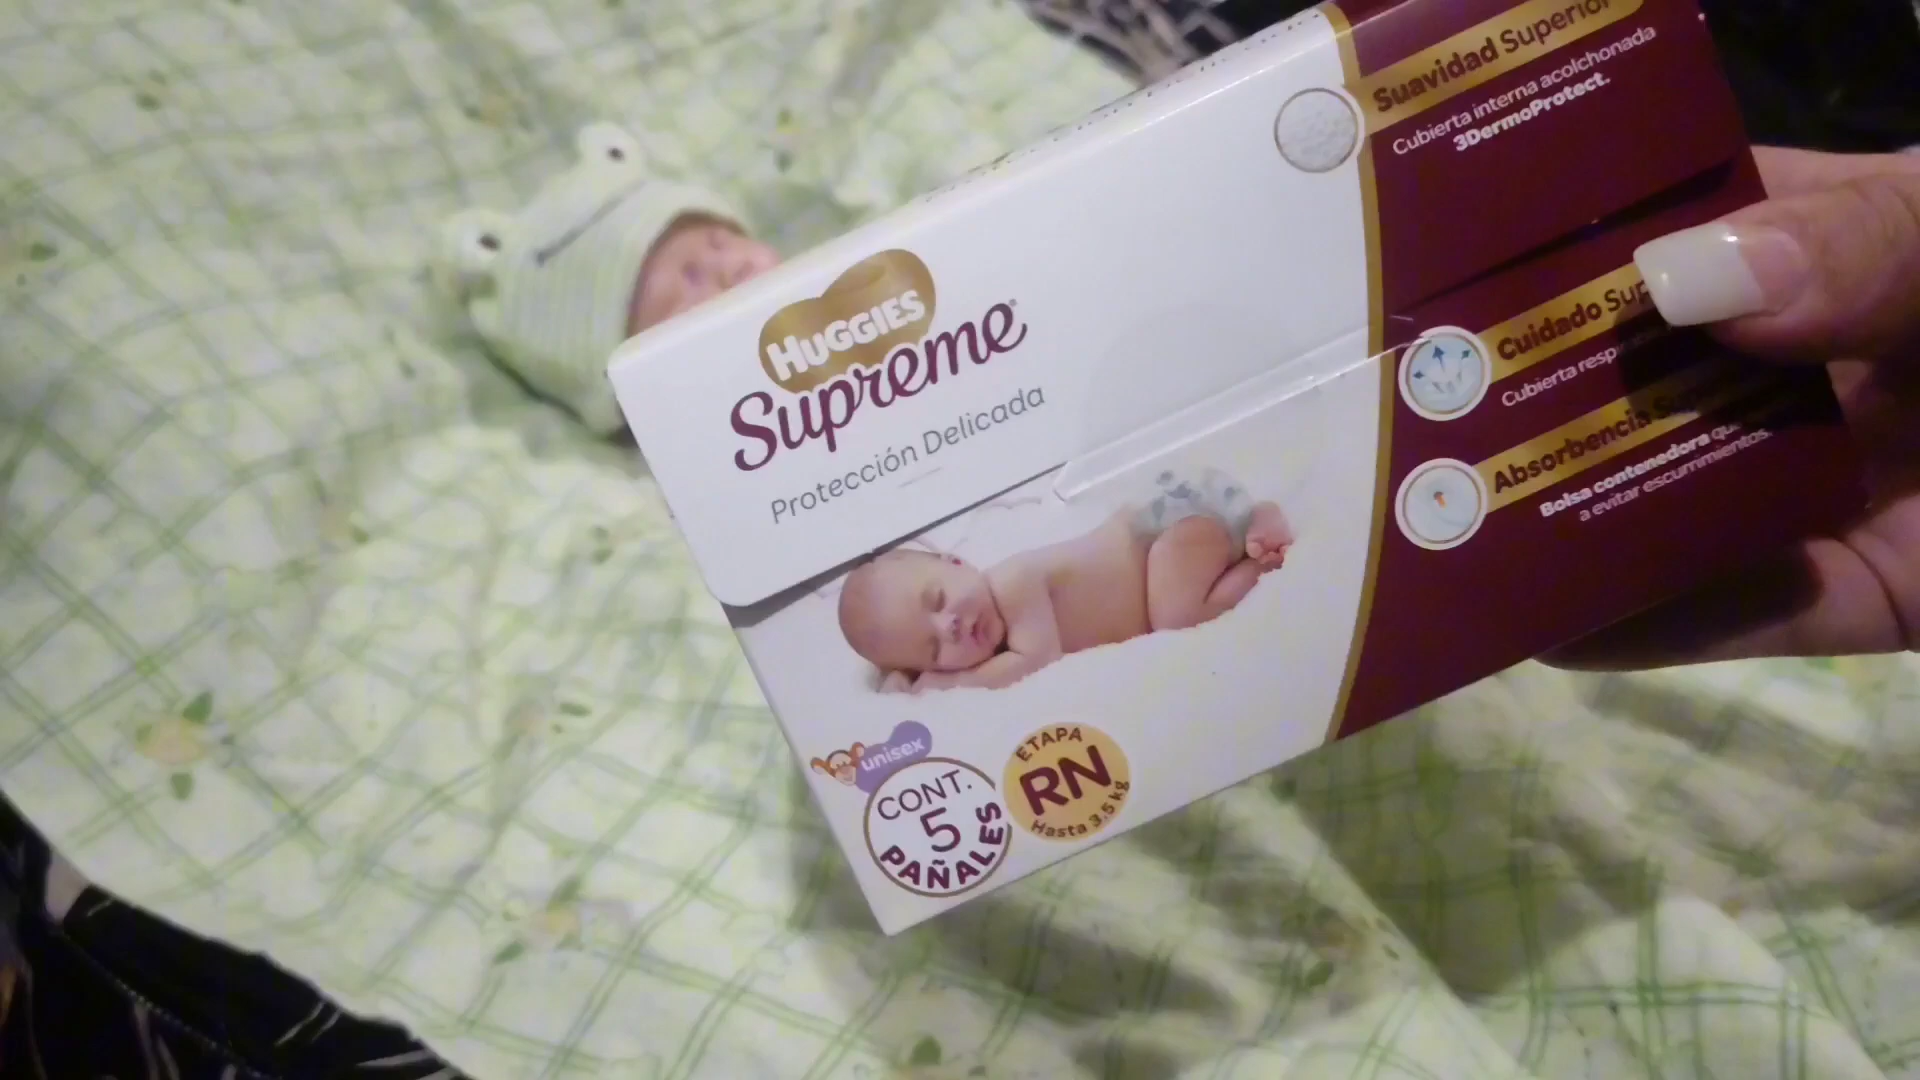 Suavidad Superior
Cubierta interna acolchonada
3DermoProtect.
HUGGIES
Supreme
Protección Delicada
Cuidado
Cubierta
Absorbencia
Bolsa contenedora
a evitar escurrimientos.
unisex
CONT.
5
PAÑALES
ETAPA
RN
Hasta 3.5 kg